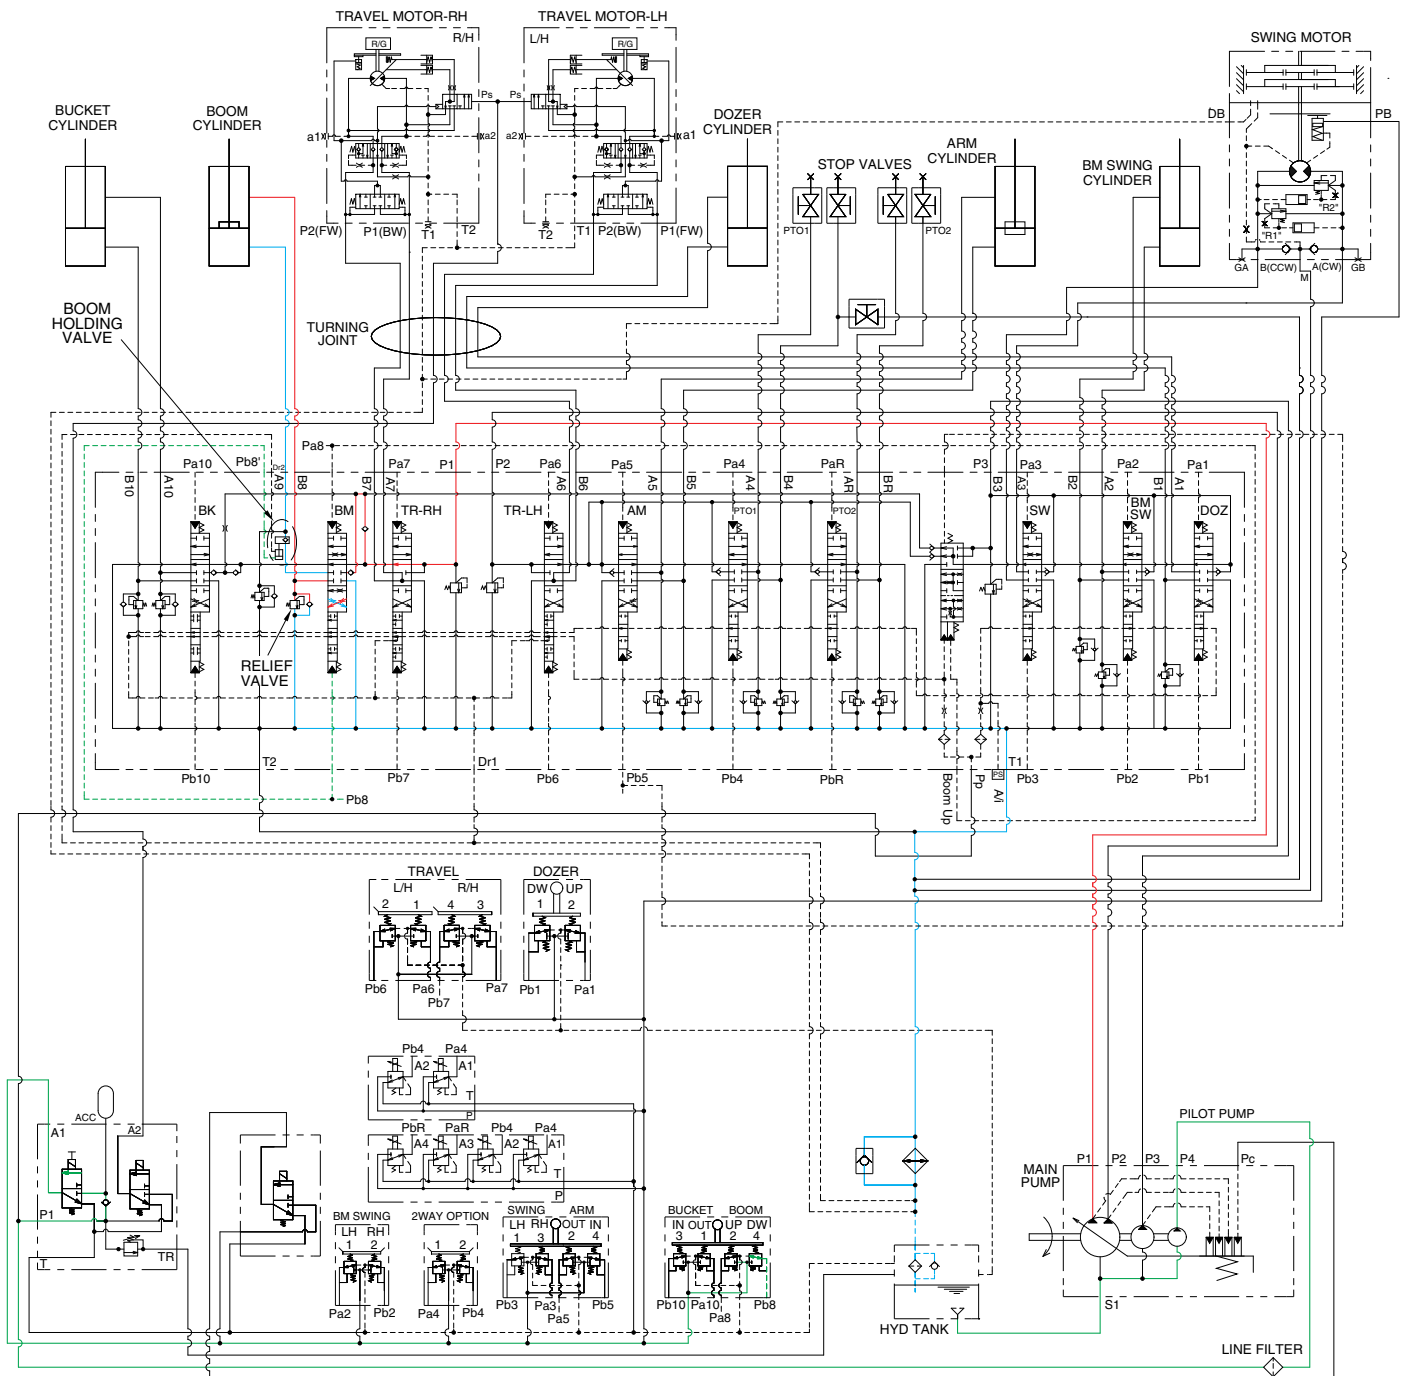 TRAVEL MOTOR-RH
TRAVEL MOTOR-LH
R/G
R/H
L/H
R/G
SWING MOTOR
BUCKET
CYLINDER
BOOM
CYLINDER
Ps
Ps
a1
a2
a2
a1
DOZER
CYLINDER
DB
PB
ARM
CYLINDER
STOP VALVES
BM SWING
CYLINDER
PTO1
PTO2
"R2"
"R1"
P2(FW)
P1(BW)
T1
T2
T2
T1
P2(BW)
P1(FW)
GA
B(CCW)
M
A(CW)
GB
BOOM
HOLDING
VALVE
TURNING
JOINT
Pa10
Pb8'
Dr2
Pa8
Pa7
P1
P2
Pa6
Pa5
Pa4
PaR
P3
Pa3
Pa2
Pa1
B10
A10
A9
B8
B7
A7
A6
B6
A5
B5
A4
B4
AR
BR
B3
A3
B2
A2
B1
A1
BK
BM
TR-RH
TR-LH
AM
PTO1
PTO2
SW
BM
SW
DOZ
RELIEF
VALVE
Pb10
T2
Pb7
Dr1
Pb6
Pb5
Pb4
PbR
Boom Up
Pp
PS
A/i
T1
Pb3
Pb2
Pb1
Pb8
TRAVEL
L/H
R/H
2 1 4 3
DOZER
DW UP
1 2
Pb6
Pa6
Pb7
Pa7
Pb1
Pa1
Pb4
Pa4
A2
A1
T
P
PbR
PaR
Pb4
Pa4
A4
A3
A2
A1
T
P
ACC
A1
A2
P1
T
TR
BM SWING
LH RH
1 2
Pa2
Pb2
2WAY OPTION
1 2
Pa4
Pb4
SWING
ARM
LH RH OUT IN
1 3 2 4
Pb3
Pa3
Pa5
Pb5
BUCKET
BOOM
IN OUT UP DW
3 1 2 4
Pb10
Pa10
Pa8
Pb8
PILOT PUMP
MAIN
PUMP
P1
P2
P3
P4
Pc
S1
HYD TANK
LINE FILTER